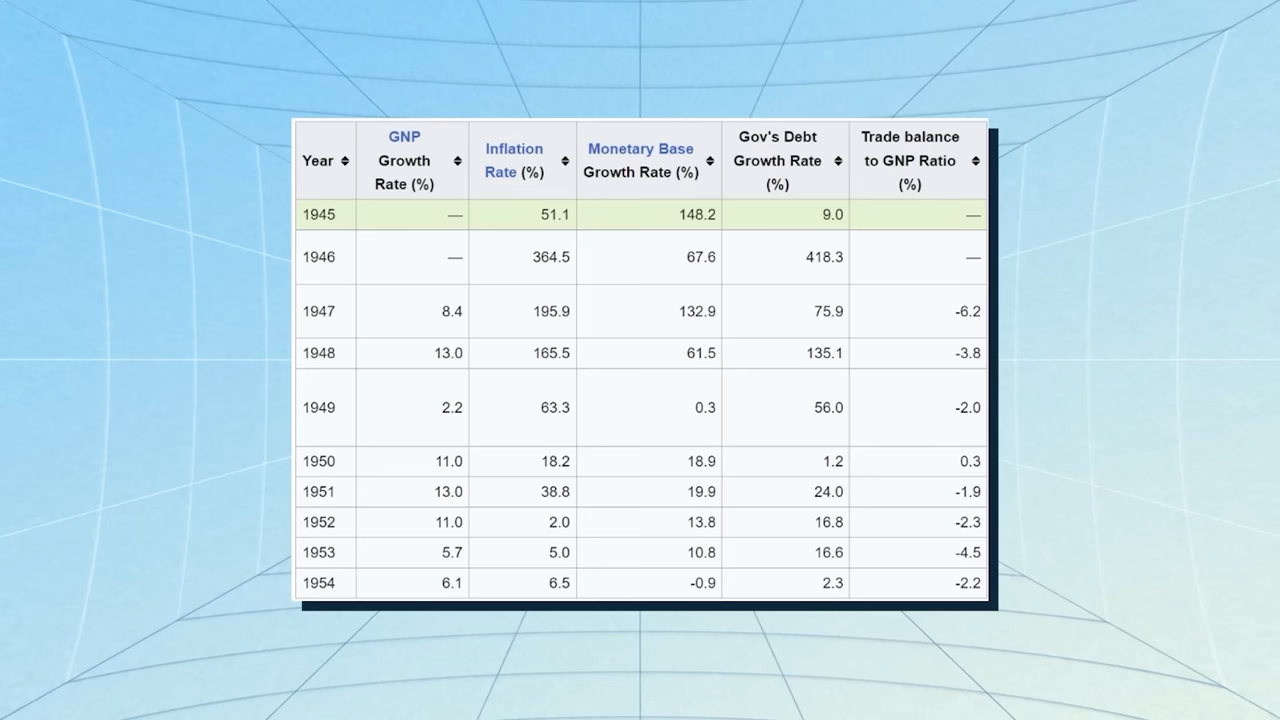 Year GNP Growth Rate (%) Inflation Rate (%) Monetary Base Growth Rate (%) Gov's Debt Growth Rate (%) Trade balance to GNP Ratio (%)
1945 — 51.1 148.2 9.0 —
1946 — 364.5 67.6 418.3 —
1947 8.4 195.9 132.9 75.9 -6.2
1948 13.0 165.5 61.5 135.1 -3.8
1949 2.2 63.3 0.3 56.0 -2.0
1950 11.0 18.2 18.9 1.2 0.3
1951 13.0 38.8 19.9 24.0 -1.9
1952 11.0 2.0 13.8 16.8 -2.3
1953 5.7 5.0 10.8 16.6 -4.5
1954 6.1 6.5 -0.9 2.3 -2.2